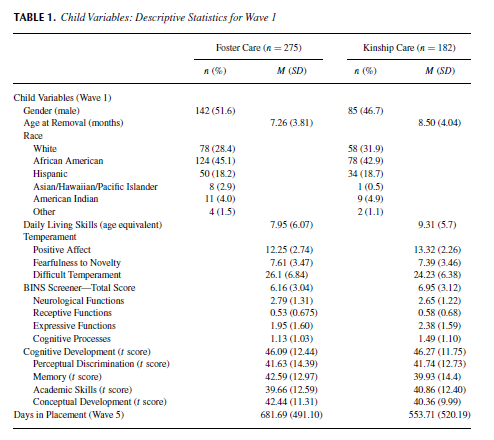 TABLE 1. Child Variables: Descriptive Statistics for Wave 1
Foster Care (n = 275) Kinship Care (n = 182)
n (%) M (SD) n (%) M (SD)
Child Variables (Wave 1)
Gender (male) 142 (51.6) 85 (46.7)
Age at Removal (months) 7.26 (3.81) 8.50 (4.04)
Race
White 78 (28.4) 58 (31.9)
African American 124 (45.1) 78 (42.9)
Hispanic 50 (18.2) 34 (18.7)
Asian/Hawaiian/Pacific Islander 8 (2.9) 1 (0.5)
American Indian 11 (4.0) 9 (4.9)
Other 4 (1.5) 2 (1.1)
Daily Living Skills (age equivalent) 7.95 (6.07) 9.31 (5.7)
Temperament
Positive Affect 12.25 (2.74) 13.32 (2.26)
Fearfulness to Novelty 7.61 (3.47) 7.39 (3.46)
Difficult Temperament 26.1 (6.84) 24.23 (6.38)
BINS Screener—Total Score 6.16 (3.04) 6.95 (3.12)
Neurological Functions 2.79 (1.31) 2.65 (1.22)
Receptive Functions 0.53 (0.675) 0.58 (0.68)
Expressive Functions 1.95 (1.60) 2.38 (1.59)
Cognitive Processes 1.13 (1.03) 1.49 (1.10)
Cognitive Development (t score) 46.09 (12.44) 46.27 (11.75)
Perceptual Discrimination (t score) 41.63 (14.39) 41.74 (12.73)
Memory (t score) 42.59 (12.97) 39.93 (14.4)
Academic Skills (t score) 39.66 (12.59) 40.86 (12.40)
Conceptual Development (t score) 42.44 (11.31) 40.36 (9.99)
Days in Placement (Wave 5) 681.69 (491.10) 553.71 (520.19)